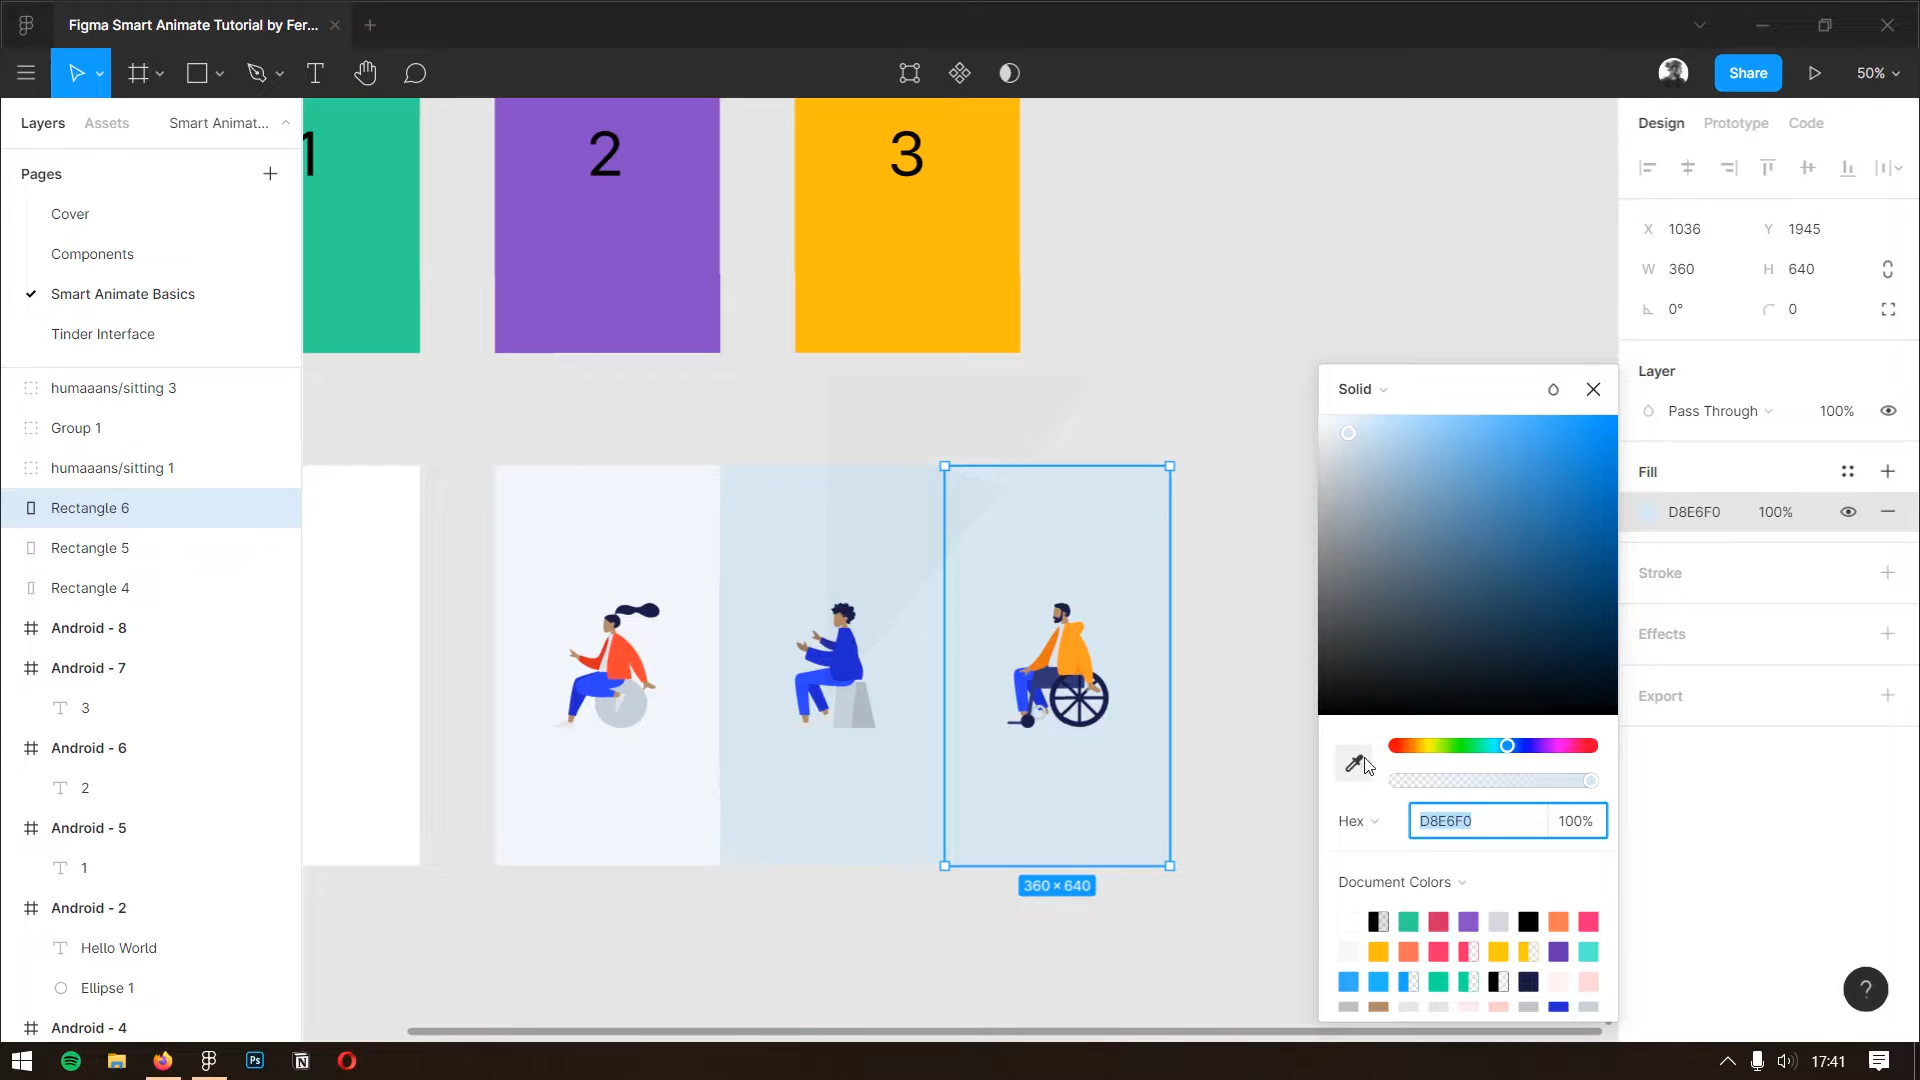 Figma Smart Animate Tutorial by Fer...
Share
50%
Layers
Assets
Smart Animat...
Pages
Cover
Components
Smart Animate Basics
Tinder Interface
humaaans/sitting 3
Group 1
humaaans/sitting 1
Rectangle 6
Rectangle 5
Rectangle 4
Android - 8
Android - 7
3
Android - 6
2
Android - 5
1
Android - 2
Hello World
Ellipse 1
Android - 4
1
2
3
360 × 640
Solid
Hex
D8E6F0
100%
Document Colors
Design
Prototype
Code
X 1036
Y 1945
W 360
H 640
0°
0
Layer
Pass Through
100%
Fill
D8E6F0
100%
Stroke
Effects
Export
?
Ps
N
17:41